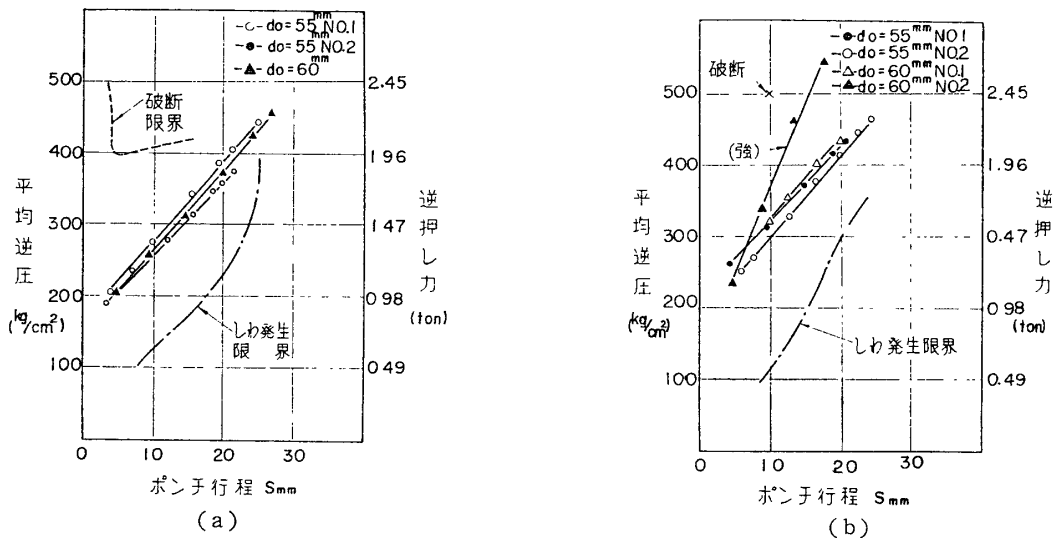 -○-do=55mm NO.1
-●-do=55mm NO.2
-▲-do=60mm
500
400
300
200
100
平均逆圧
(kg/cm²)
2.45
1.96
1.47
0.98
0.49
逆押し力
(ton)
破断
限界
しわ発生
限界
0
10
20
30
ポンチ行程 Smm
(a)
●-do=55mm NO.1
○-do=55mm NO.2
△-do=60mm NO.1
▲-do=60mm NO.2
500
400
300
200
100
平均逆圧
(kg/cm²)
2.45
1.96
0.47
0.98
0.49
逆押し力
(ton)
破断
(強)
しわ発生限界
0
10
20
30
ポンチ行程 Smm
(b)